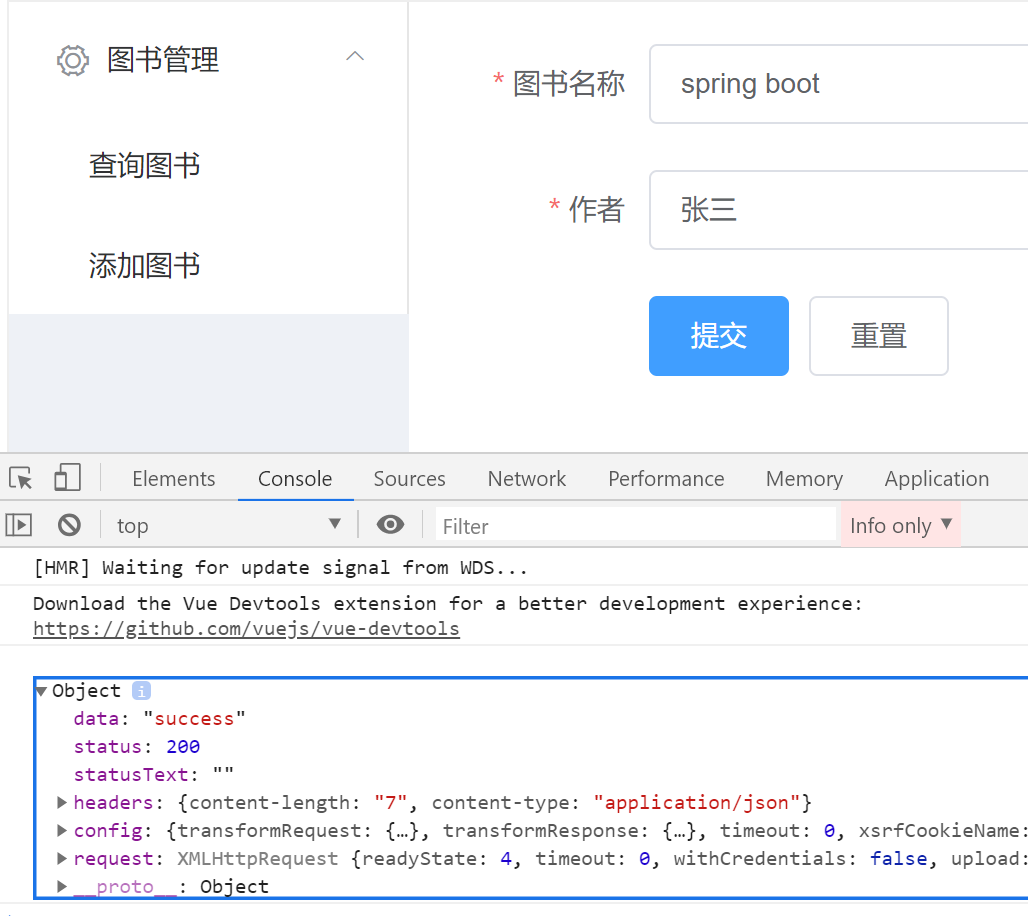 图书管理
* 图书名称 spring boot
查询图书
* 作者 张三
添加图书
提交 重置
Elements Console Sources Network Performance Memory Application
top Filter Info only
[HMR] Waiting for update signal from WDS...
Download the Vue Devtools extension for a better development experience:
https://github.com/vuejs/vue-devtools
Object i
data: "success"
status: 200
statusText: ""
headers: {content-length: "7", content-type: "application/json"}
config: {transformRequest: {…}, transformResponse: {…}, timeout: 0, xsrfCookieName:
request: XMLHttpRequest {readyState: 4, timeout: 0, withCredentials: false, upload:
__proto__: Object